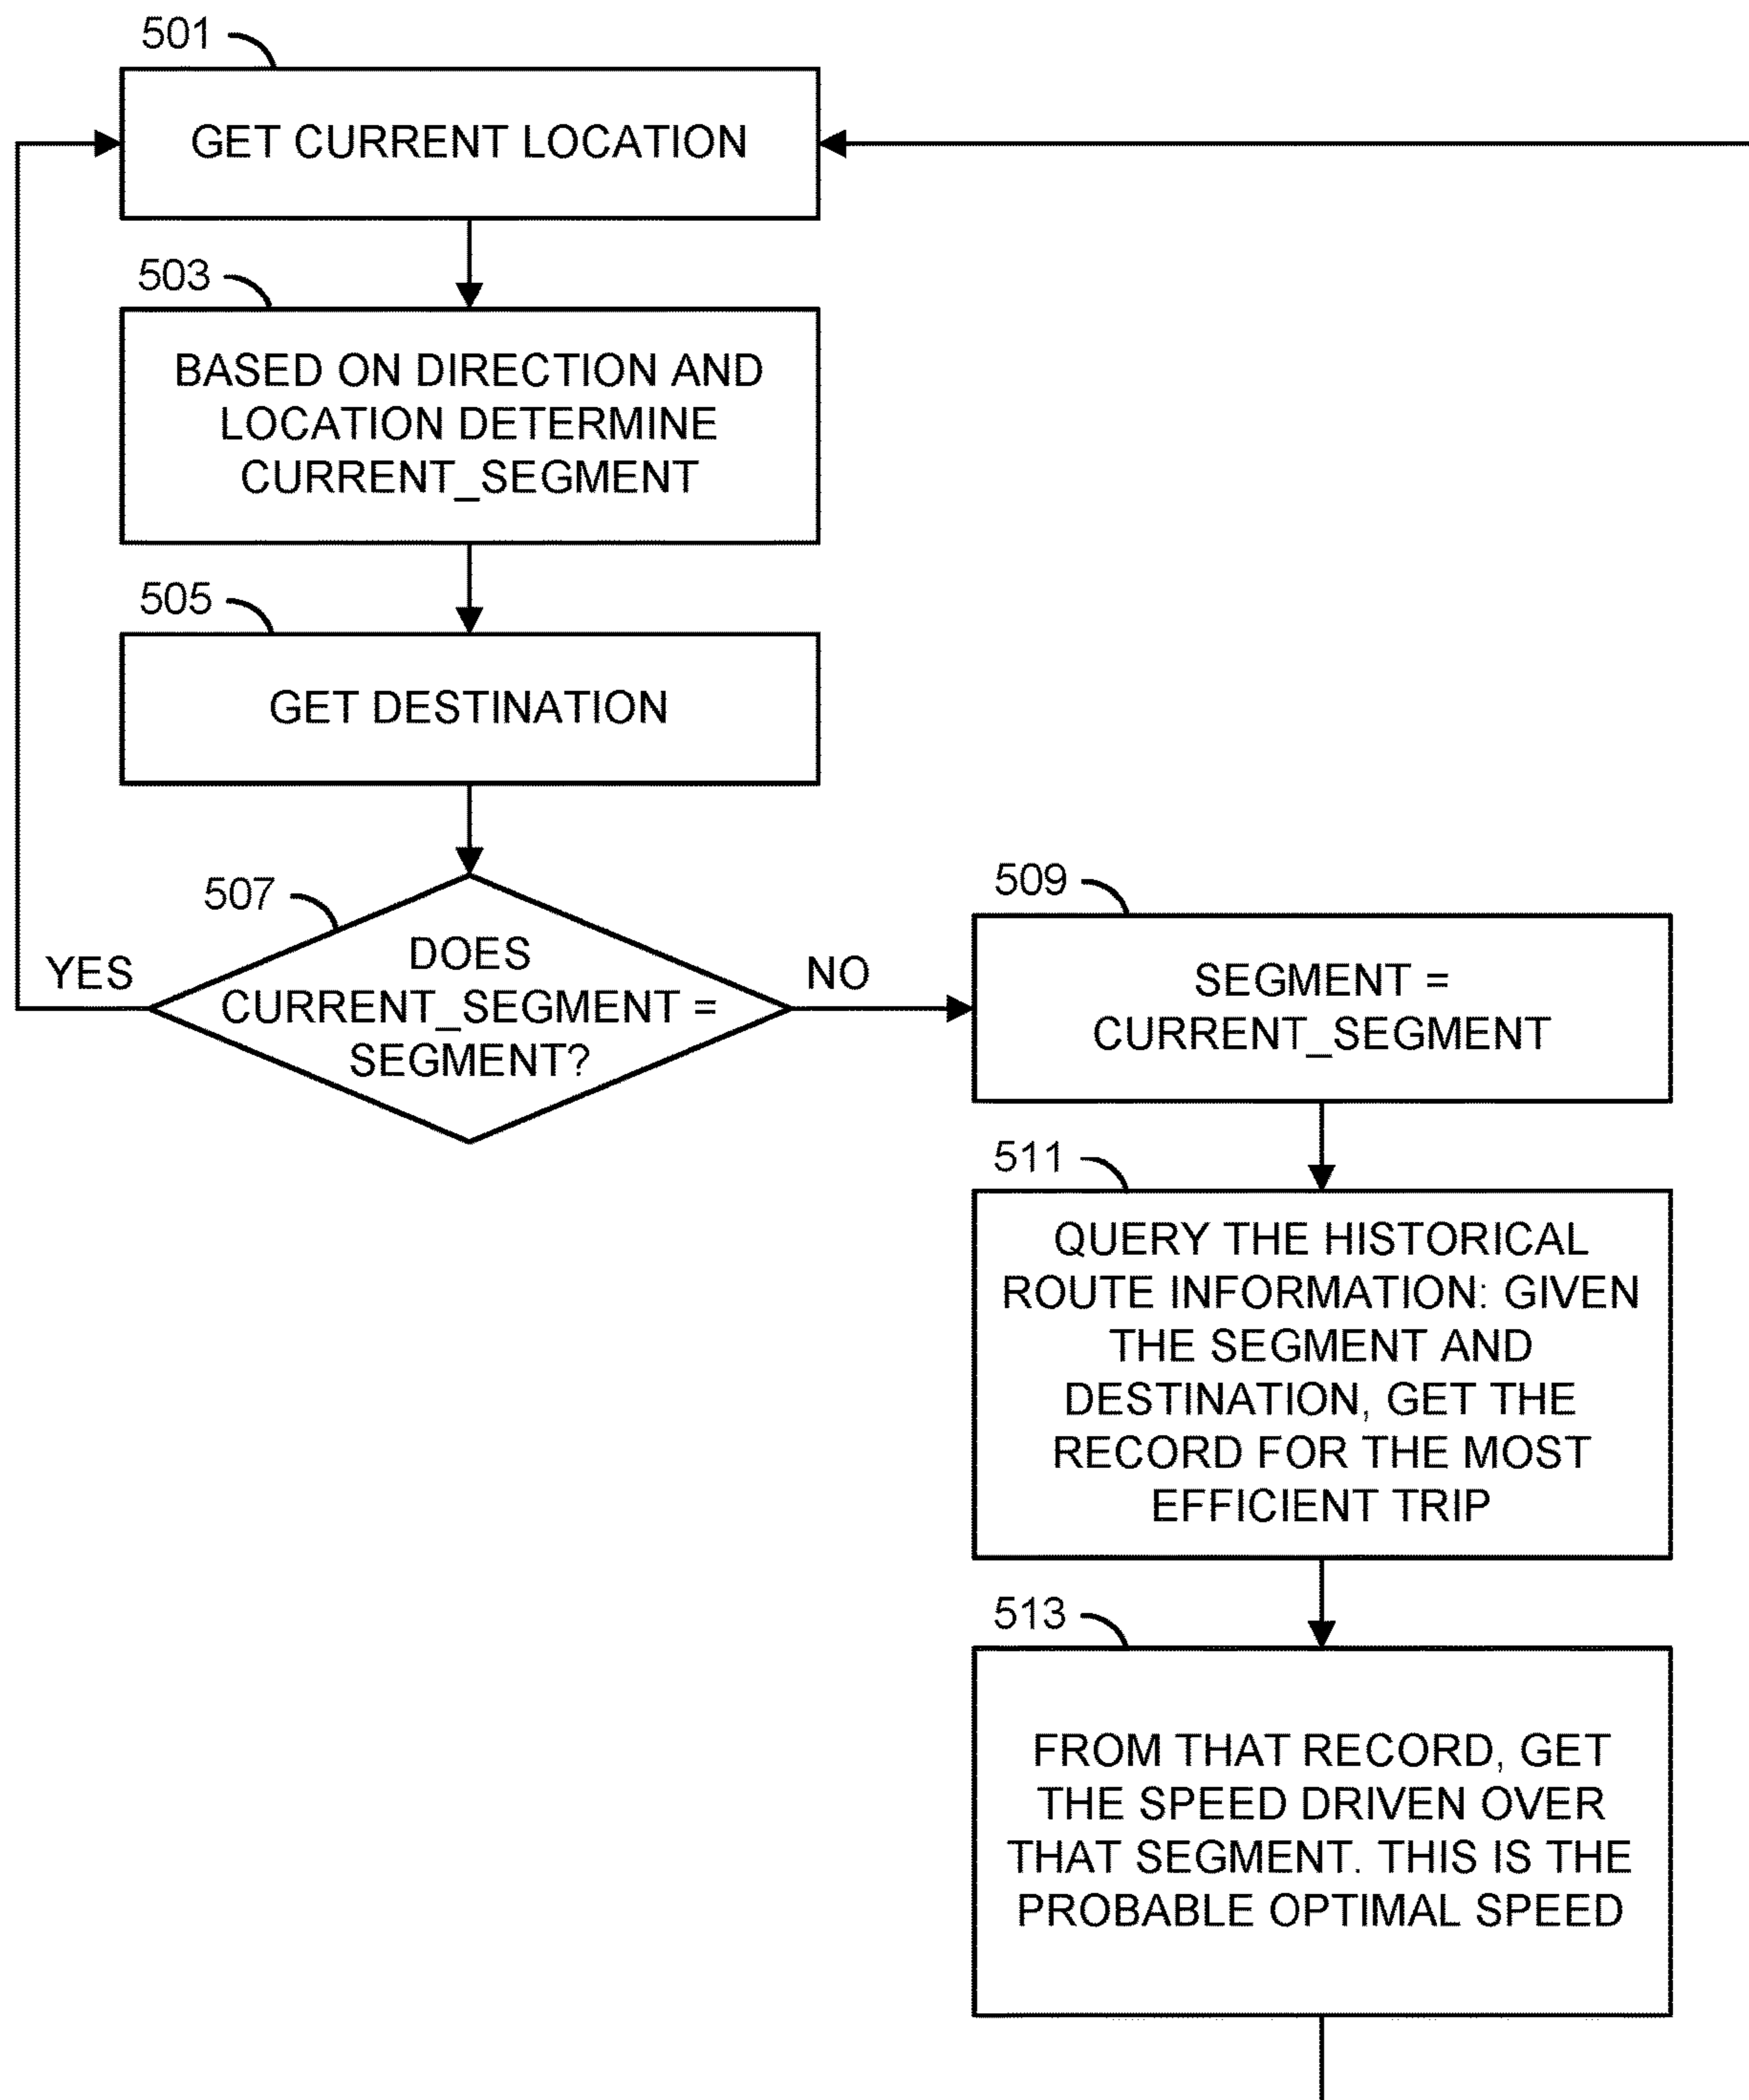 501
GET CURRENT LOCATION
503
BASED ON DIRECTION AND
LOCATION DETERMINE
CURRENT_SEGMENT
505
GET DESTINATION
507
DOES
CURRENT_SEGMENT =
SEGMENT?
YES
NO
509
SEGMENT =
CURRENT_SEGMENT
511
QUERY THE HISTORICAL
ROUTE INFORMATION: GIVEN
THE SEGMENT AND
DESTINATION, GET THE
RECORD FOR THE MOST
EFFICIENT TRIP
513
FROM THAT RECORD, GET
THE SPEED DRIVEN OVER
THAT SEGMENT. THIS IS THE
PROBABLE OPTIMAL SPEED